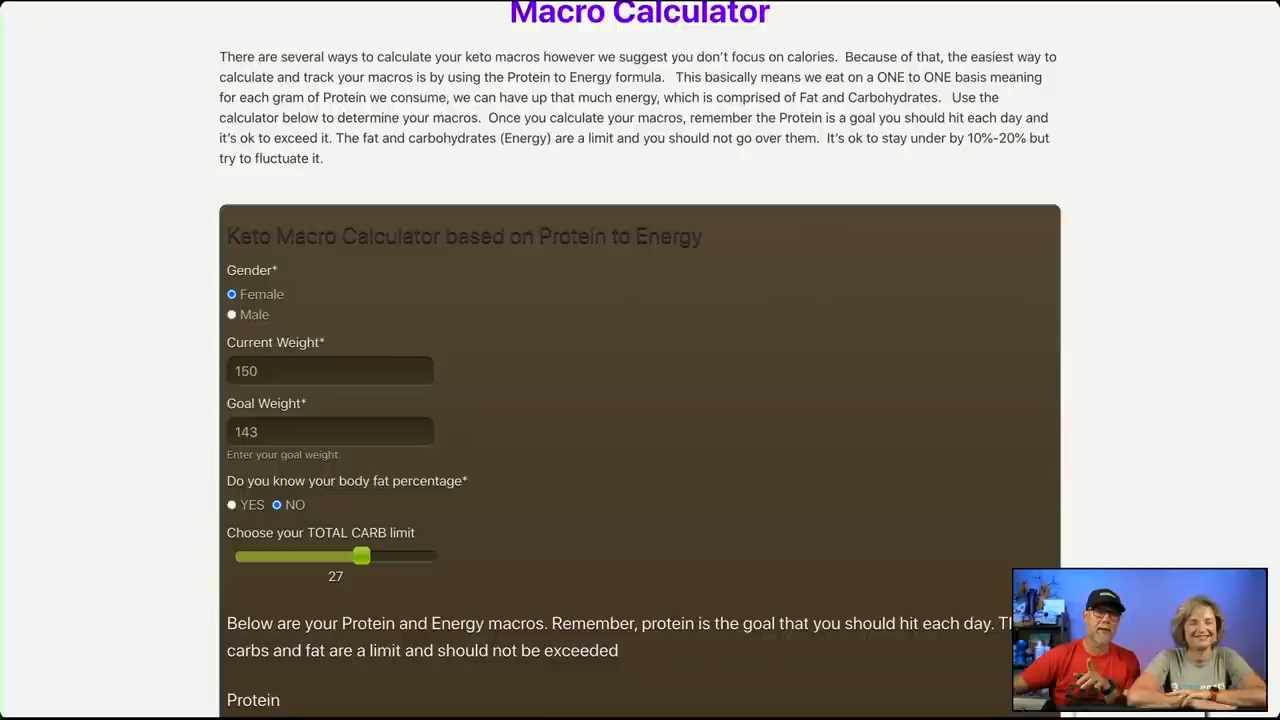 Macro Calculator
There are several ways to calculate your keto macros however we suggest you don't focus on calories.  Because of that, the easiest way to
calculate and track your macros is by using the Protein to Energy formula.   This basically means we eat on a ONE to ONE basis meaning
for each gram of Protein we consume, we can have up that much energy, which is comprised of Fat and Carbohydrates.   Use the
calculator below to determine your macros.  Once you calculate your macros, remember the Protein is a goal you should hit each day and
it's ok to exceed it. The fat and carbohydrates (Energy) are a limit and you should not go over them.  It's ok to stay under by 10%-20% but
try to fluctuate it.
Keto Macro Calculator based on Protein to Energy
Gender*
Female
Male
Current Weight*
150
Goal Weight*
143
Enter your goal weight
Do you know your body fat percentage*
YES NO
Choose your TOTAL CARB limit
27
Below are your Protein and Energy macros. Remember, protein is the goal that you should hit each day.
carbs and fat are a limit and should not be exceeded
Protein